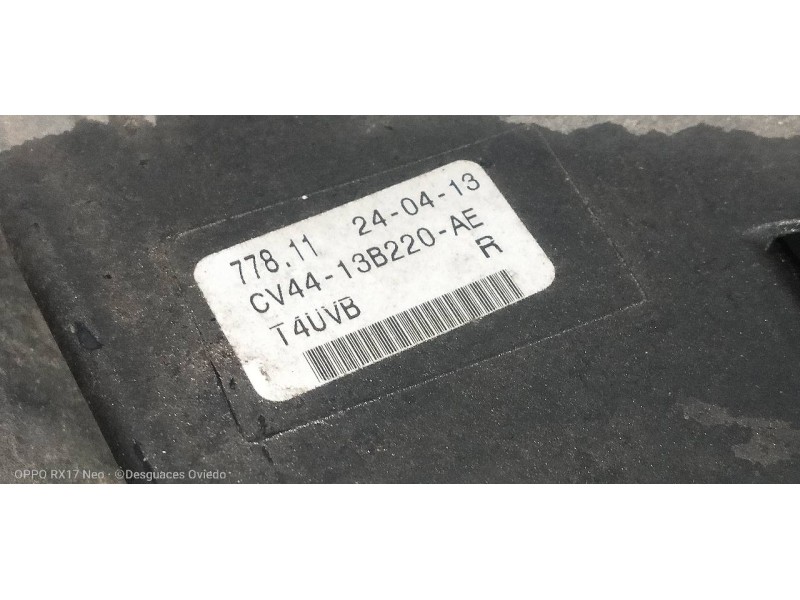 778.11 24-04-13
CV44-13B220-AE
T4UVB R
OPPO RX17 Neo · ©Desguaces Oviedo